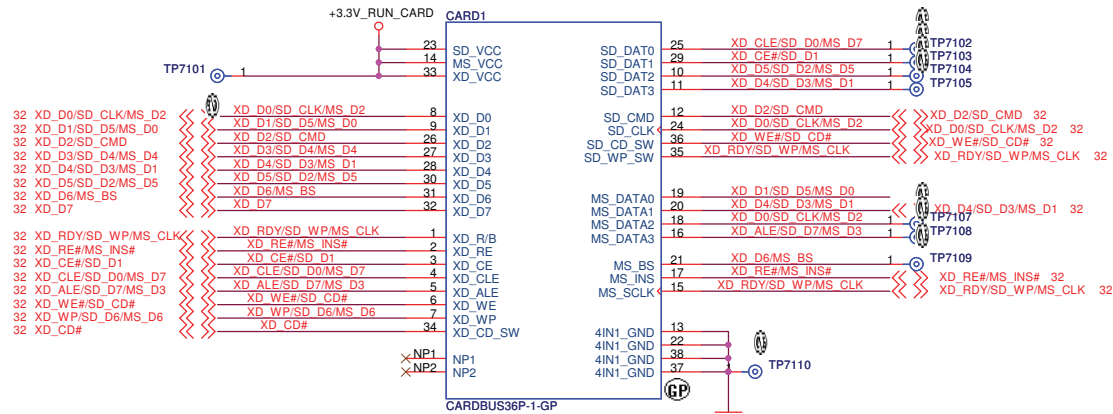 +3.3V_RUN_CARD
CARD1
TP7101 1
23 SD_VCC
14 MS_VCC
33 XD_VCC
32 XD_D0/SD_CLK/MS_D2 XD_D0/SD_CLK/MS_D2 8 XD_D0
32 XD_D1/SD_D5/MS_D0 XD_D1/SD_D5/MS_D0 9 XD_D1
32 XD_D2/SD_CMD XD_D2/SD_CMD 26 XD_D2
32 XD_D3/SD_D4/MS_D4 XD_D3/SD_D4/MS_D4 27 XD_D3
32 XD_D4/SD_D3/MS_D1 XD_D4/SD_D3/MS_D1 28 XD_D4
32 XD_D5/SD_D2/MS_D5 XD_D5/SD_D2/MS_D5 30 XD_D5
32 XD_D6/MS_BS XD_D6/MS_BS 31 XD_D6
32 XD_D7 XD_D7 32 XD_D7
32 XD_RDY/SD_WP/MS_CLK XD_RDY/SD_WP/MS_CLK 1 XD_R/B
32 XD_RE#/MS_INS# XD_RE#/MS_INS# 2 XD_RE
32 XD_CE#/SD_D1 XD_CE#/SD_D1 3 XD_CE
32 XD_CLE/SD_D0/MS_D7 XD_CLE/SD_D0/MS_D7 4 XD_CLE
32 XD_ALE/SD_D7/MS_D3 XD_ALE/SD_D7/MS_D3 5 XD_ALE
32 XD_WE#/SD_CD# XD_WE#/SD_CD# 6 XD_WE
32 XD_WP/SD_D6/MS_D6 XD_WP/SD_D6/MS_D6 7 XD_WP
32 XD_CD# XD_CD# 34 XD_CD_SW
NP1 NP1
NP2 NP2
SD_DAT0 25 XD_CLE/SD_D0/MS_D7 1 TP7102
SD_DAT1 29 XD_CE#/SD_D1 1 TP7103
SD_DAT2 10 XD_D5/SD_D2/MS_D5 1 TP7104
SD_DAT3 11 XD_D4/SD_D3/MS_D1 1 TP7105
SD_CMD 12 XD_D2/SD_CMD XD_D2/SD_CMD 32
SD_CLK 24 XD_D0/SD_CLK/MS_D2 XD_D0/SD_CLK/MS_D2 32
SD_CD_SW 36 XD_WE#/SD_CD# XD_WE#/SD_CD# 32
SD_WP_SW 35 XD_RDY/SD_WP/MS_CLK XD_RDY/SD_WP/MS_CLK 32
MS_DATA0 19 XD_D1/SD_D5/MS_D0
MS_DATA1 20 XD_D4/SD_D3/MS_D1 XD_D4/SD_D3/MS_D1 32
MS_DATA2 18 XD_D0/SD_CLK/MS_D2 1 TP7107
MS_DATA3 16 XD_ALE/SD_D7/MS_D3 1 TP7108
MS_BS 21 XD_D6/MS_BS 1 TP7109
MS_INS 17 XD_RE#/MS_INS# XD_RE#/MS_INS# 32
MS_SCLK 15 XD_RDY/SD_WP/MS_CLK XD_RDY/SD_WP/MS_CLK 32
4IN1_GND 13
4IN1_GND 22
4IN1_GND 38
4IN1_GND 37
TP7110
GP
CARDBUS36P-1-GP